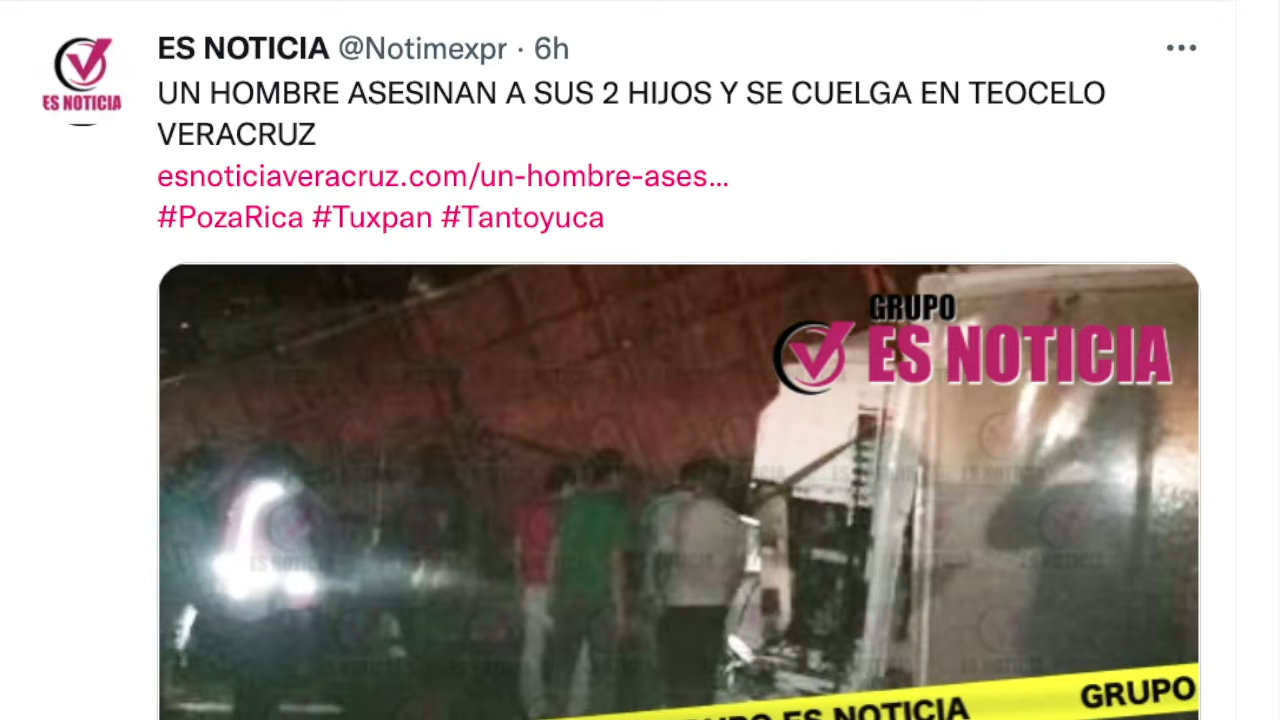 ES NOTICIA @Notimexpr · 6h
ES NOTICIA
UN HOMBRE ASESINAN A SUS 2 HIJOS Y SE CUELGA EN TEOCELO
VERACRUZ
esnoticiaveracruz.com/un-hombre-ases...
#PozaRica #Tuxpan #Tantoyuca
GRUPO
ES NOTICIA
ES NOTICIA
GRUPO